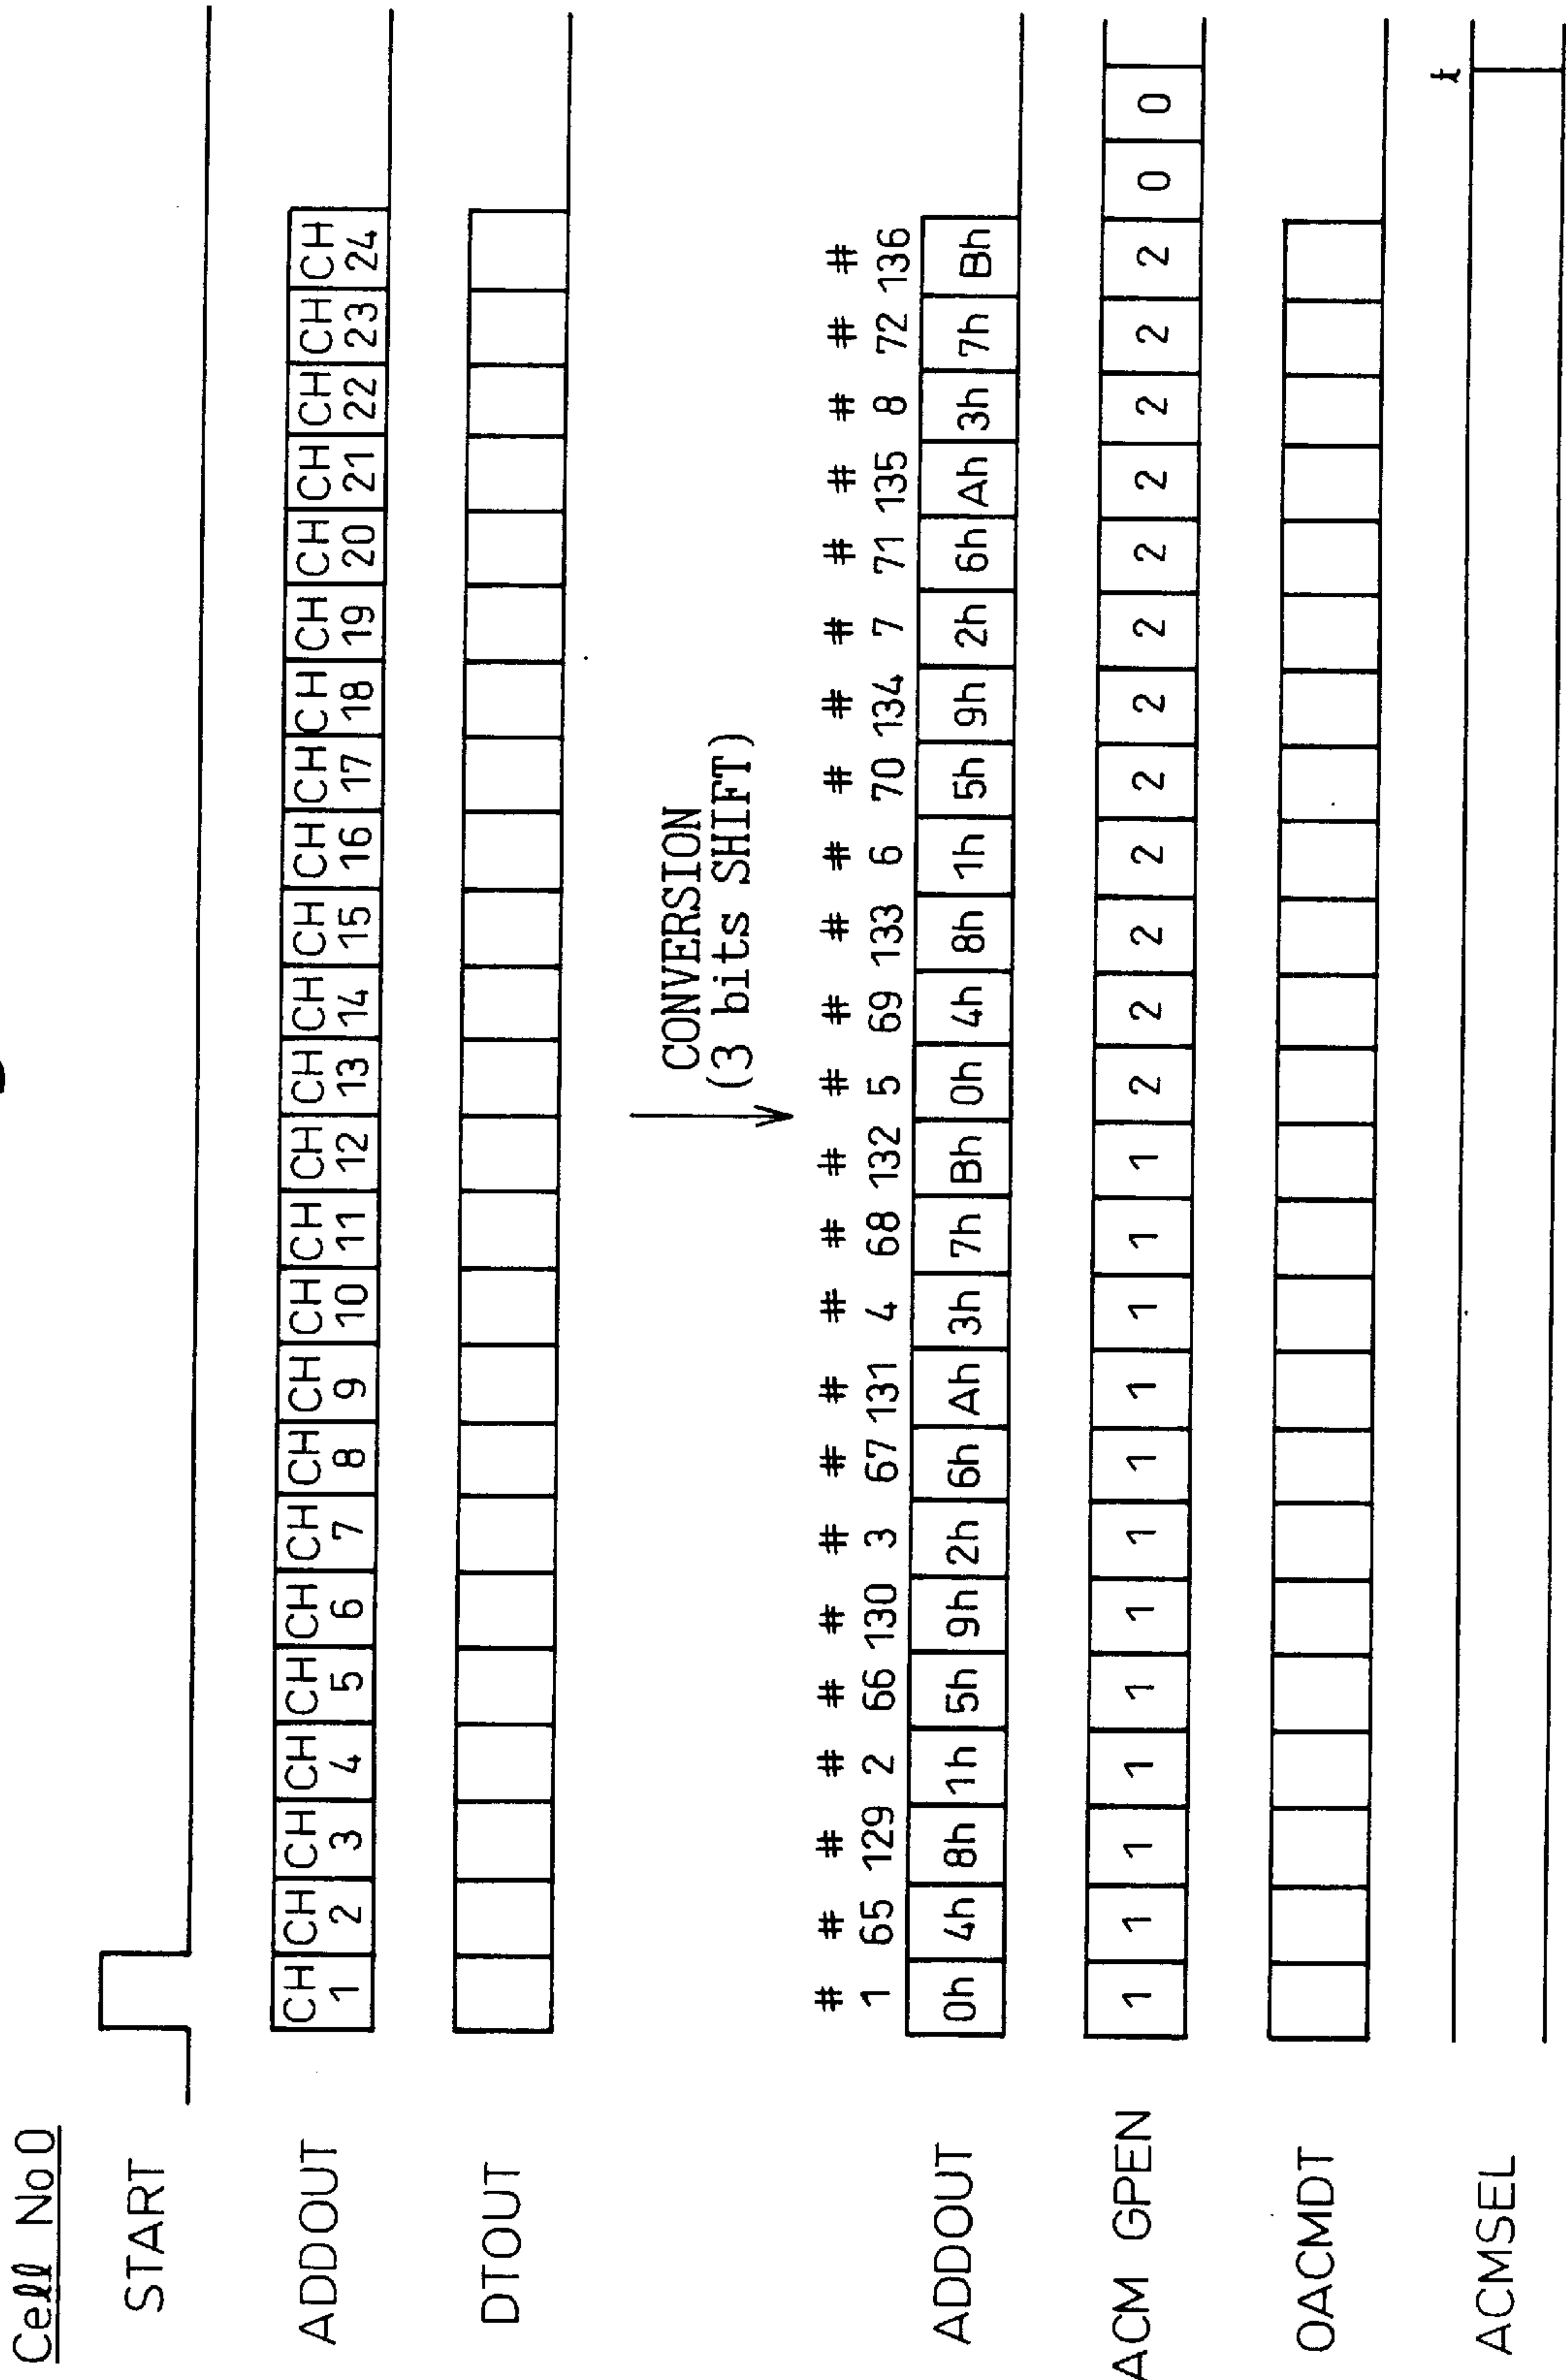 Cell No 0
START
ADDOUT
CH 1 CH 2 CH 3 CH 4 CH 5 CH 6 CH 7 CH 8 CH 9 CH 10 CH 11 CH 12 CH 13 CH 14 CH 15 CH 16 CH 17 CH 18 CH 19 CH 20 CH 21 CH 22 CH 23 CH 24
DTOUT
CONVERSION
(3 bits SHIFT)
# # # # # # # # # # # # # # # # # # # # # # # #
1 65 129 2 66 130 3 67 131 4 68 132 5 69 133 6 70 134 7 71 135 8 72 136
ADDOUT 0h 4h 8h 1h 5h 9h 2h 6h Ah 3h 7h Bh 0h 4h 8h 1h 5h 9h 2h 6h Ah 3h 7h Bh
ACM GPEN 1 1 1 1 1 1 1 1 1 1 1 1 2 2 2 2 2 2 2 2 2 2 2 2 0 0
OACMDT
t
ACMSEL